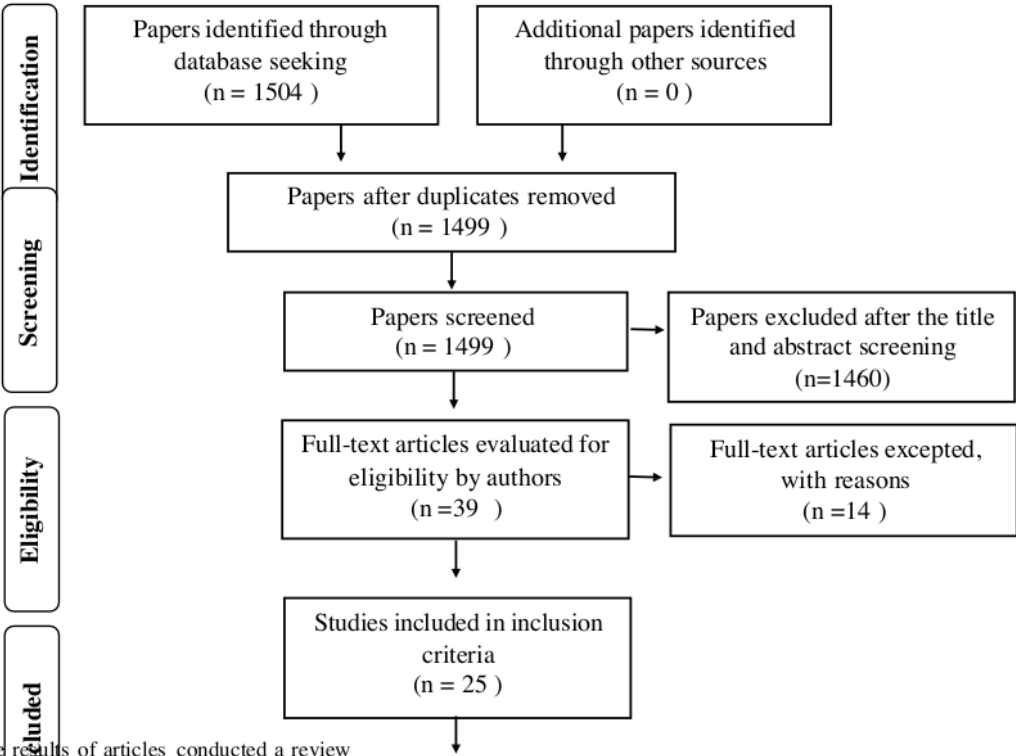 Identification
Papers identified through
database seeking
(n = 1504 )
Additional papers identified
through other sources
(n = 0 )
Papers after duplicates removed
(n = 1499 )
Screening
Papers screened
(n = 1499 )
Papers excluded after the title
and abstract screening
(n=1460)
Eligibility
Full-text articles evaluated for
eligibility by authors
(n =39 )
Full-text articles excepted,
with reasons
(n =14 )
Studies included in inclusion
criteria
(n = 25 )
cluded
e results of articles conducted a review